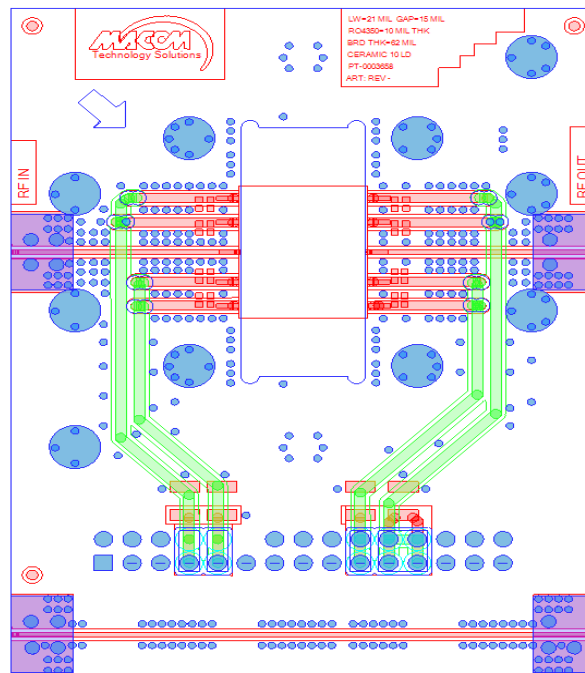 MACOM
Technology Solutions
LW=21 MIL GAP=15 MIL
RO4350=10 MIL THK
BRD THK=62 MIL
CERAMIC 10 LD
PT-0003658
ART: REV -
RF IN
RF OUT